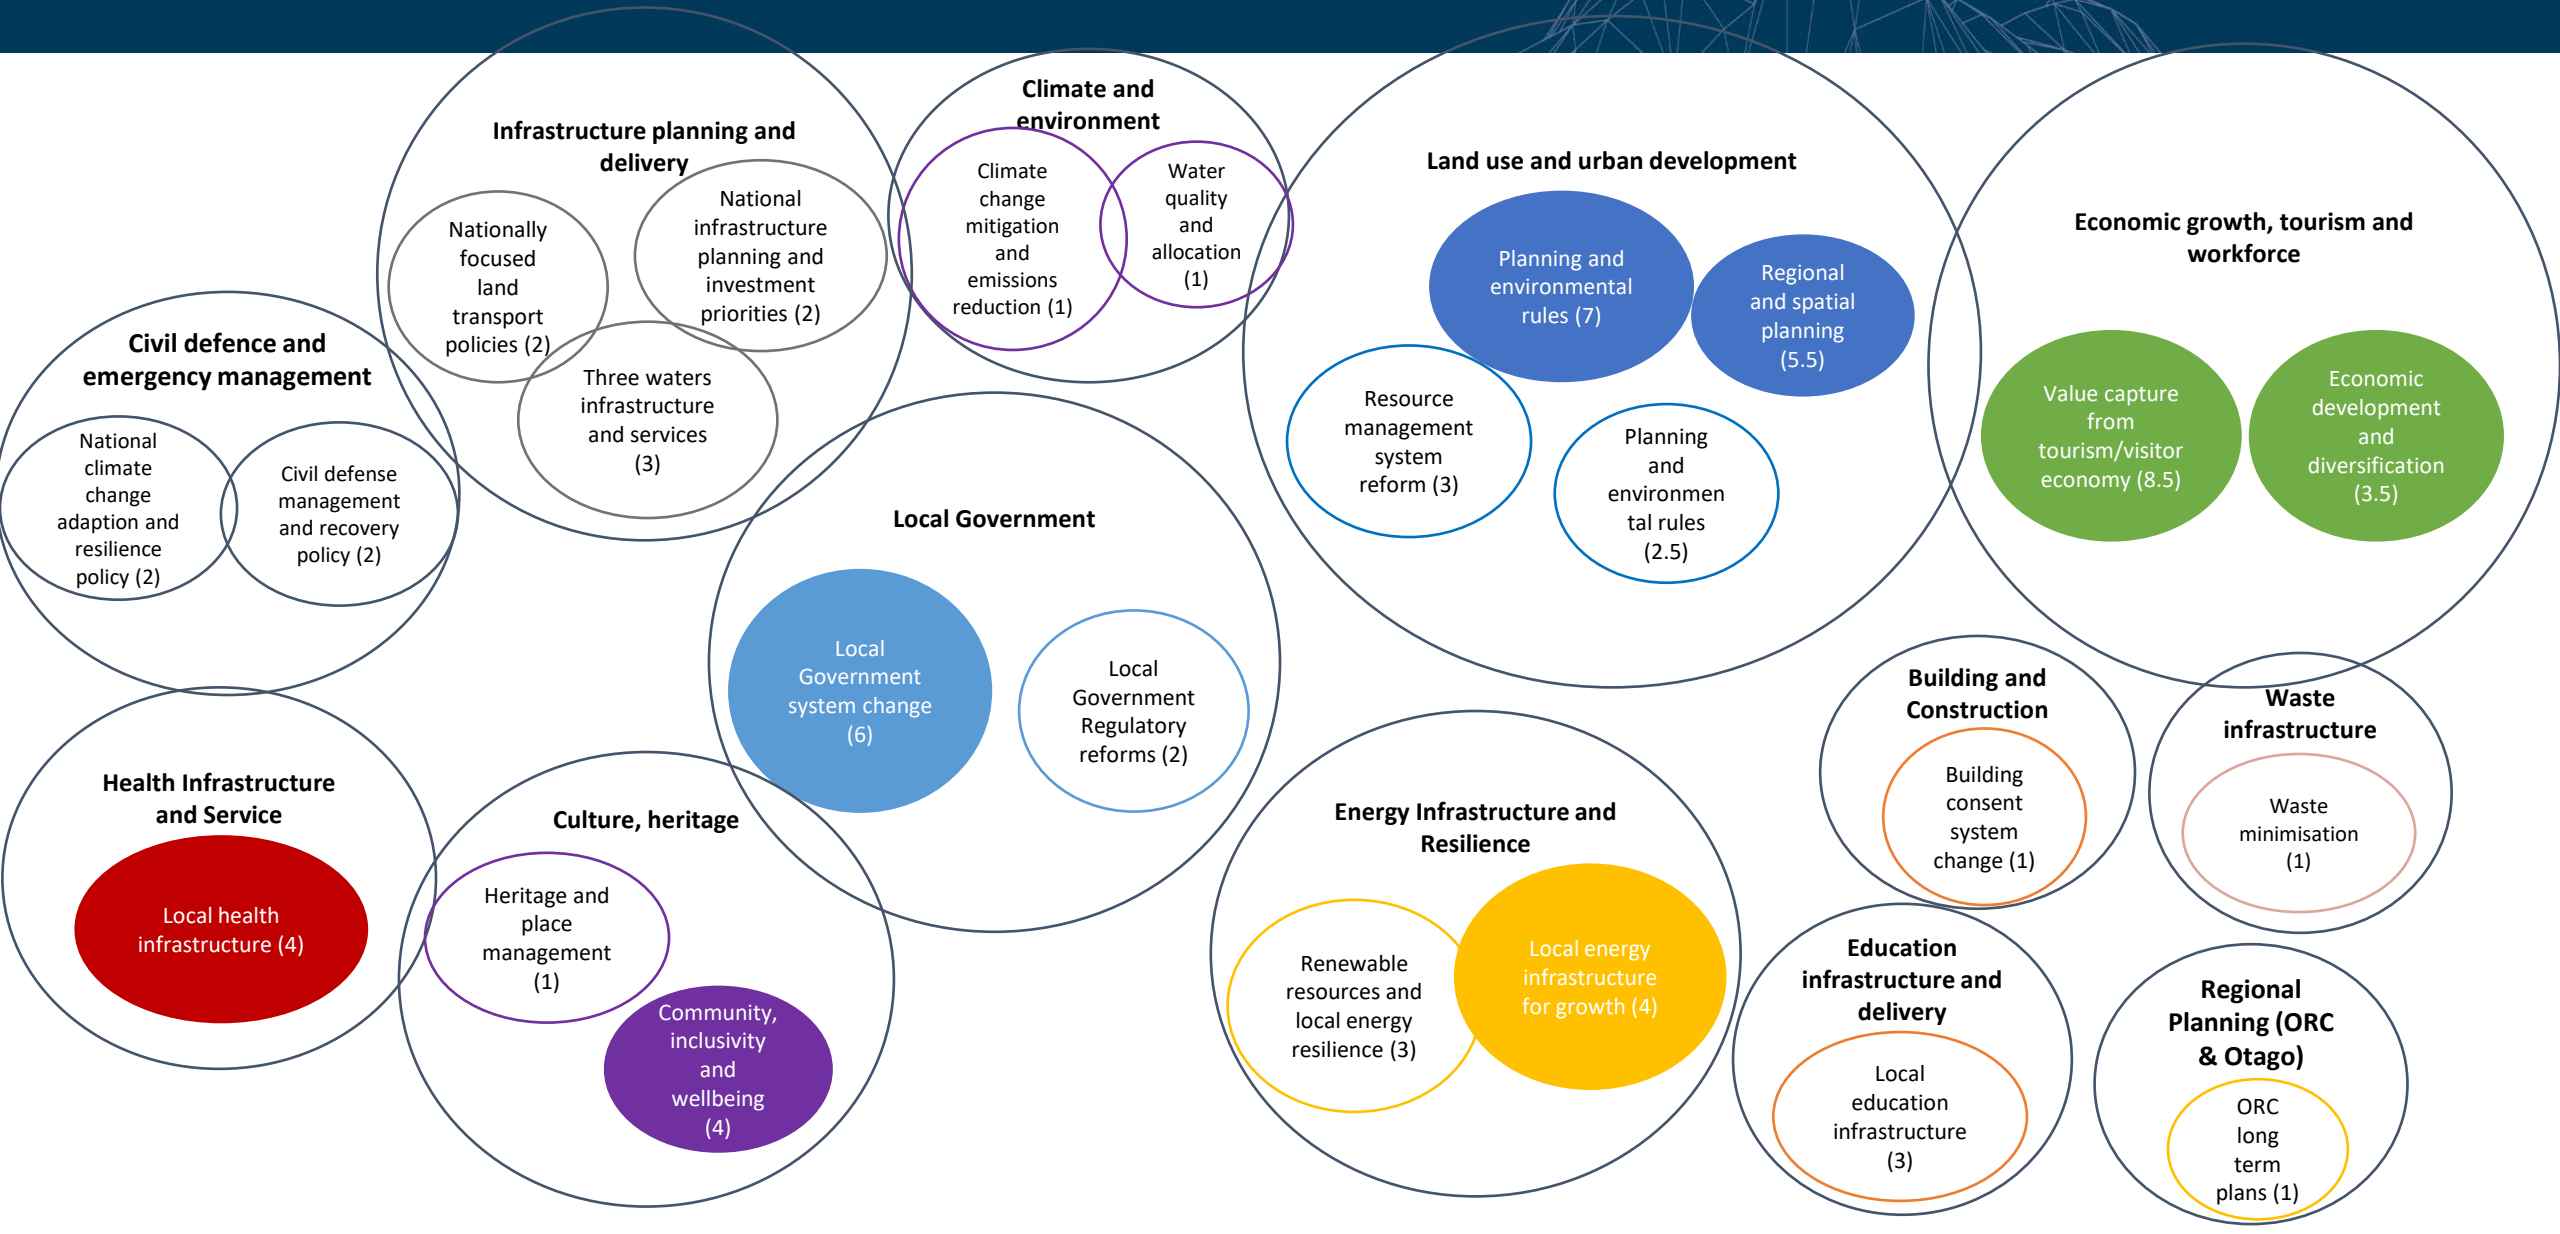 Infrastructure planning and
delivery
Nationally
focused
land
transport
policies (2)
National
infrastructure
planning and
investment
priorities (2)
Three waters
infrastructure
and services
(3)
Climate and
environment
Climate
change
mitigation
and
emissions
reduction (1)
Water
quality
and
allocation
(1)
Land use and urban development
Planning and
environmental
rules (7)
Regional
and spatial
planning
(5.5)
Resource
management
system
reform (3)
Planning
and
environmen
tal rules
(2.5)
Economic growth, tourism and
workforce
Value capture
from
tourism/visitor
economy (8.5)
Economic
development
and
diversification
(3.5)
Civil defence and
emergency management
National
climate
change
adaption and
resilience
policy (2)
Civil defense
management
and recovery
policy (2)
Local Government
Local
Government
system change
(6)
Local
Government
Regulatory
reforms (2)
Health Infrastructure
and Service
Local health
infrastructure (4)
Culture, heritage
Heritage and
place
management
(1)
Community,
inclusivity
and
wellbeing
(4)
Energy Infrastructure and
Resilience
Renewable
resources and
local energy
resilience (3)
Local energy
infrastructure
for growth (4)
Building and
Construction
Building
consent
system
change (1)
Waste
infrastructure
Waste
minimisation
(1)
Education
infrastructure and
delivery
Local
education
infrastructure
(3)
Regional
Planning (ORC
& Otago)
ORC
long
term
plans (1)